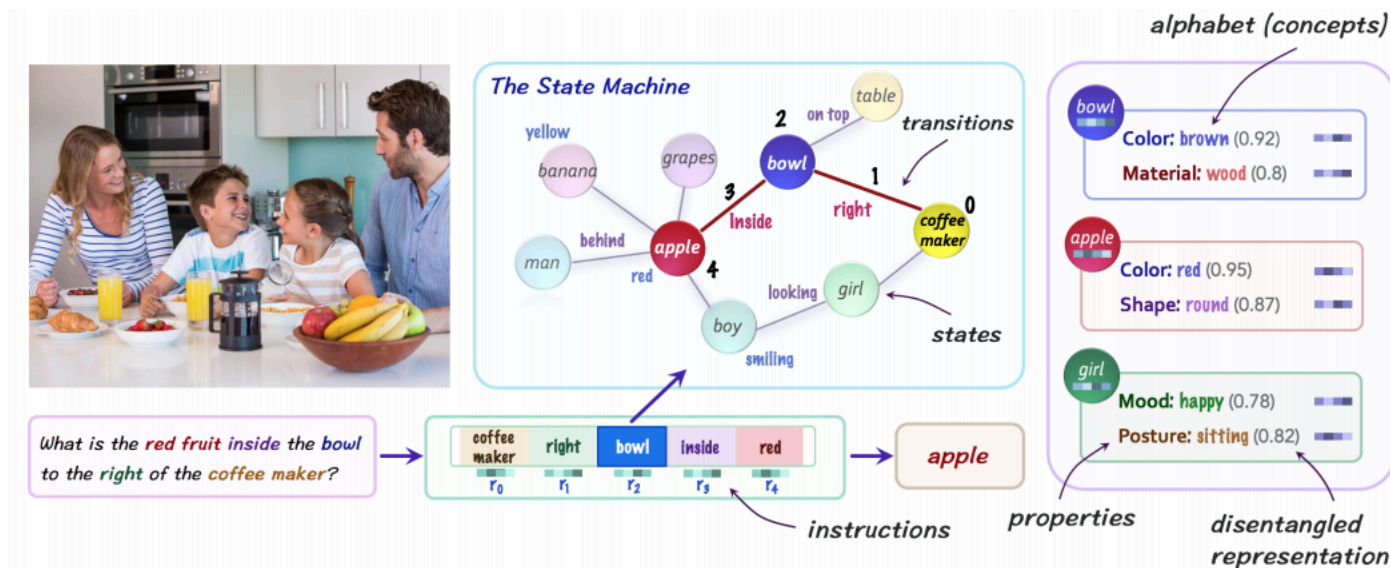 alphabet (concepts)
The State Machine
table
2
on top
transitions
yellow
grapes
banana
bowl
1
3
0
Inside
right
coffee
maker
behind
apple
man
red
4
looking
girl
boy
states
smiling
bowl
Color: brown (0.92)
Material: wood (0.8)
apple
Color: red (0.95)
Shape: round (0.87)
girl
Mood: happy (0.78)
Posture: sitting (0.82)
properties
disentangled
representation
What is the red fruit inside the bowl
to the right of the coffee maker?
coffee
maker
right
bowl
inside
red
r0
r1
r2
r3
r4
instructions
apple